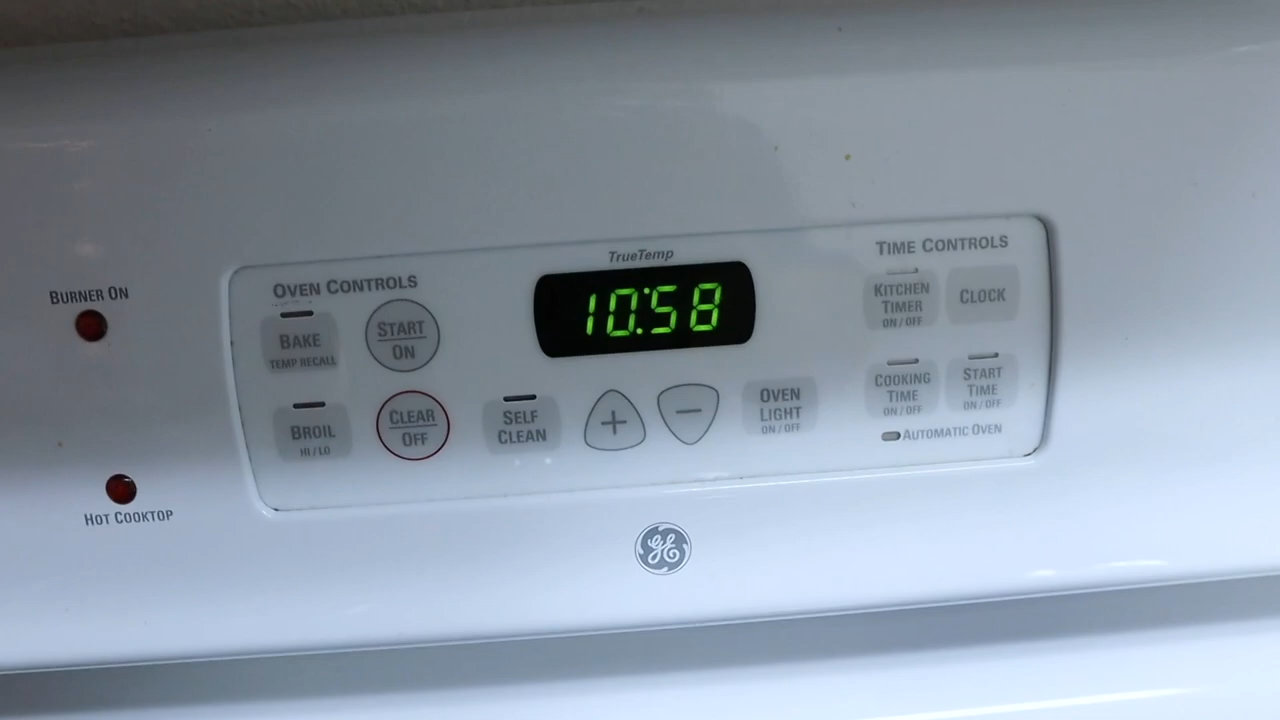 TrueTemp
OVEN CONTROLS
TIME CONTROLS
BURNER ON
10:58
BAKE
TEMP RECALL
START
ON
KITCHEN
TIMER
ON/OFF
CLOCK
BROIL
HI/LO
CLEAR
OFF
SELF
CLEAN
+
−
OVEN
LIGHT
ON/OFF
COOKING
TIME
ON/OFF
START
TIME
ON/OFF
AUTOMATIC OVEN
HOT COOKTOP
GE